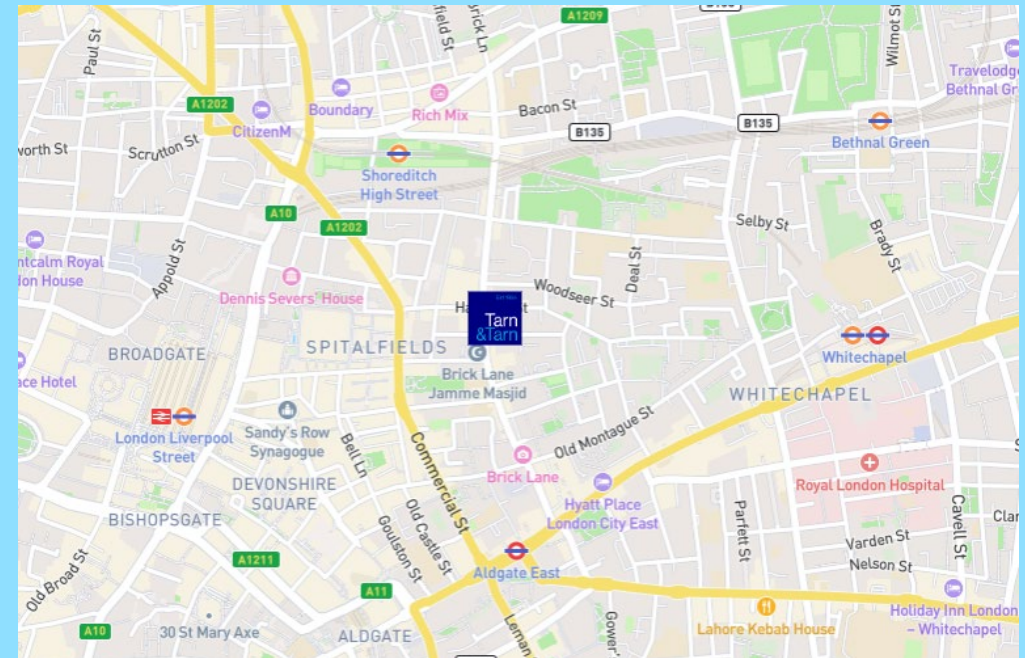 A1209
Paul St
field St
Brick Ln
Wilmot S
A1202
CitizenM
Boundary
Rich Mix
Bacon St
B135
B135
Travelodge
Bethnal Gr
Bethnal Green
worth St
Scrutton St
Shoreditch
High Street
A10
A1202
Selby St
Brady St
Appold St
ntcalm Royal
don House
Dennis Severs' House
Deal St
Woodseer St
Tarn
&Tarn
BROADGATE
SPITALFIELDS
Brick Lane
Jamme Masjid
Whitechapel
WHITECHAPEL
ace Hotel
London Liverpool
Street
Sandy's Row
Synagogue
Bell Ln
Commercial St
Old Montague St
Brick Lane
Royal London Hospital
DEVONSHIRE
SQUARE
Hyatt Place
London City East
BISHOPSGATE
Old Castle St
Goulston St
Parfett St
Cavell St
Clar
Varden St
Nelson St
A1211
Aldgate East
Old Broad St
A11
Holiday Inn London
– Whitechapel
Lahore Kebab House
A10
30 St Mary Axe
ALDGATE
Leman
Gower'